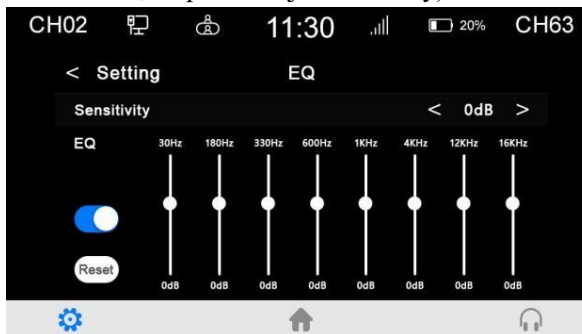 CH02 11:30 20% CH63
< Setting EQ
Sensitivity < 0dB >
EQ 30Hz 180Hz 330Hz 600Hz 1KHz 4KHz 12KHz 16KHz
Reset 0dB 0dB 0dB 0dB 0dB 0dB 0dB 0dB